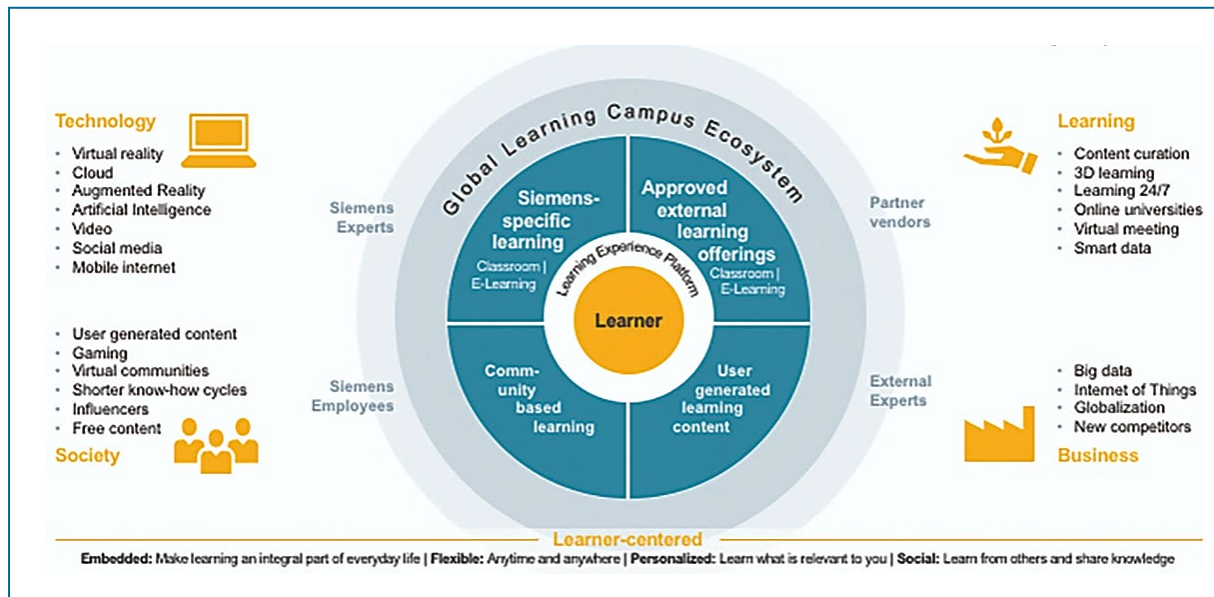 Technology
• Virtual reality
• Cloud
• Augmented Reality
• Artificial Intelligence
• Video
• Social media
• Mobile internet
• User generated content
• Gaming
• Virtual communities
• Shorter know-how cycles
• Influencers
• Free content
Society
Siemens
Experts
Siemens
Employees
Global Learning Campus Ecosystem
Siemens-
specific
learning
Classroom |
E-Learning
Approved
external
learning
offerings
Classroom |
E-Learning
Learning Experience Platform
Learner
Comm-
unity
based
learning
User
generated
learning
content
Partner
vendors
External
Experts
Learning
• Content curation
• 3D learning
• Learning 24/7
• Online universities
• Virtual meeting
• Smart data
• Big data
• Internet of Things
• Globalization
• New competitors
Business
Learner-centered
Embedded: Make learning an integral part of everyday life | Flexible: Anytime and anywhere | Personalized: Learn what is relevant to you | Social: Learn from others and share knowledge